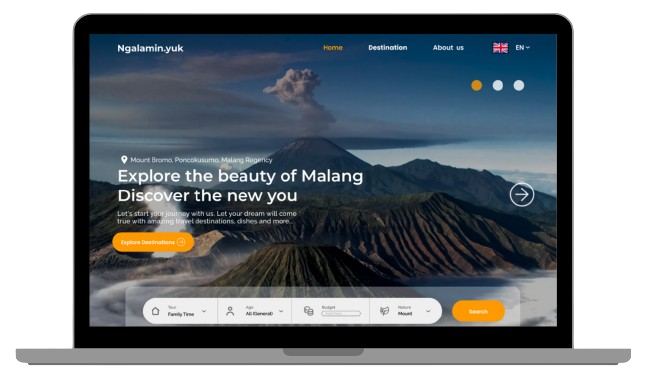 Ngalamin.yuk
Home
Destination
About us
EN
Mount Bromo, Poncokusumo, Malang Regency
Explore the beauty of Malang
Discover the new you
Let's start your journey with us. Let your dream will come
true with amazing travel destinations, dishes and more...
Explore Destinations
Tour
Family Time
Age
All (General)
Budget
Nature
Mount
Search